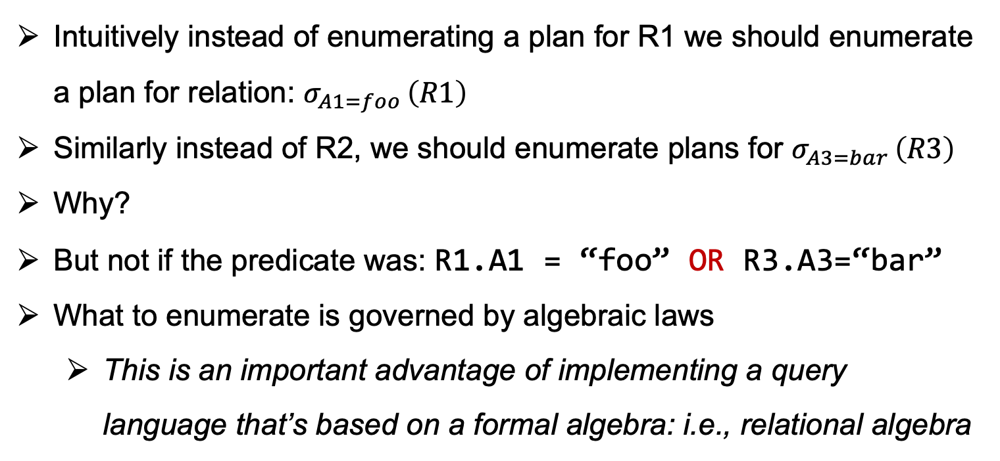 ➢ Intuitively instead of enumerating a plan for R1 we should enumerate
a plan for relation: σ_{A1=foo} (R1)
➢ Similarly instead of R2, we should enumerate plans for σ_{A3=bar} (R3)
➢ Why?
➢ But not if the predicate was: R1.A1 = “foo” OR R3.A3=“bar”
➢ What to enumerate is governed by algebraic laws
➢ This is an important advantage of implementing a query
language that’s based on a formal algebra: i.e., relational algebra